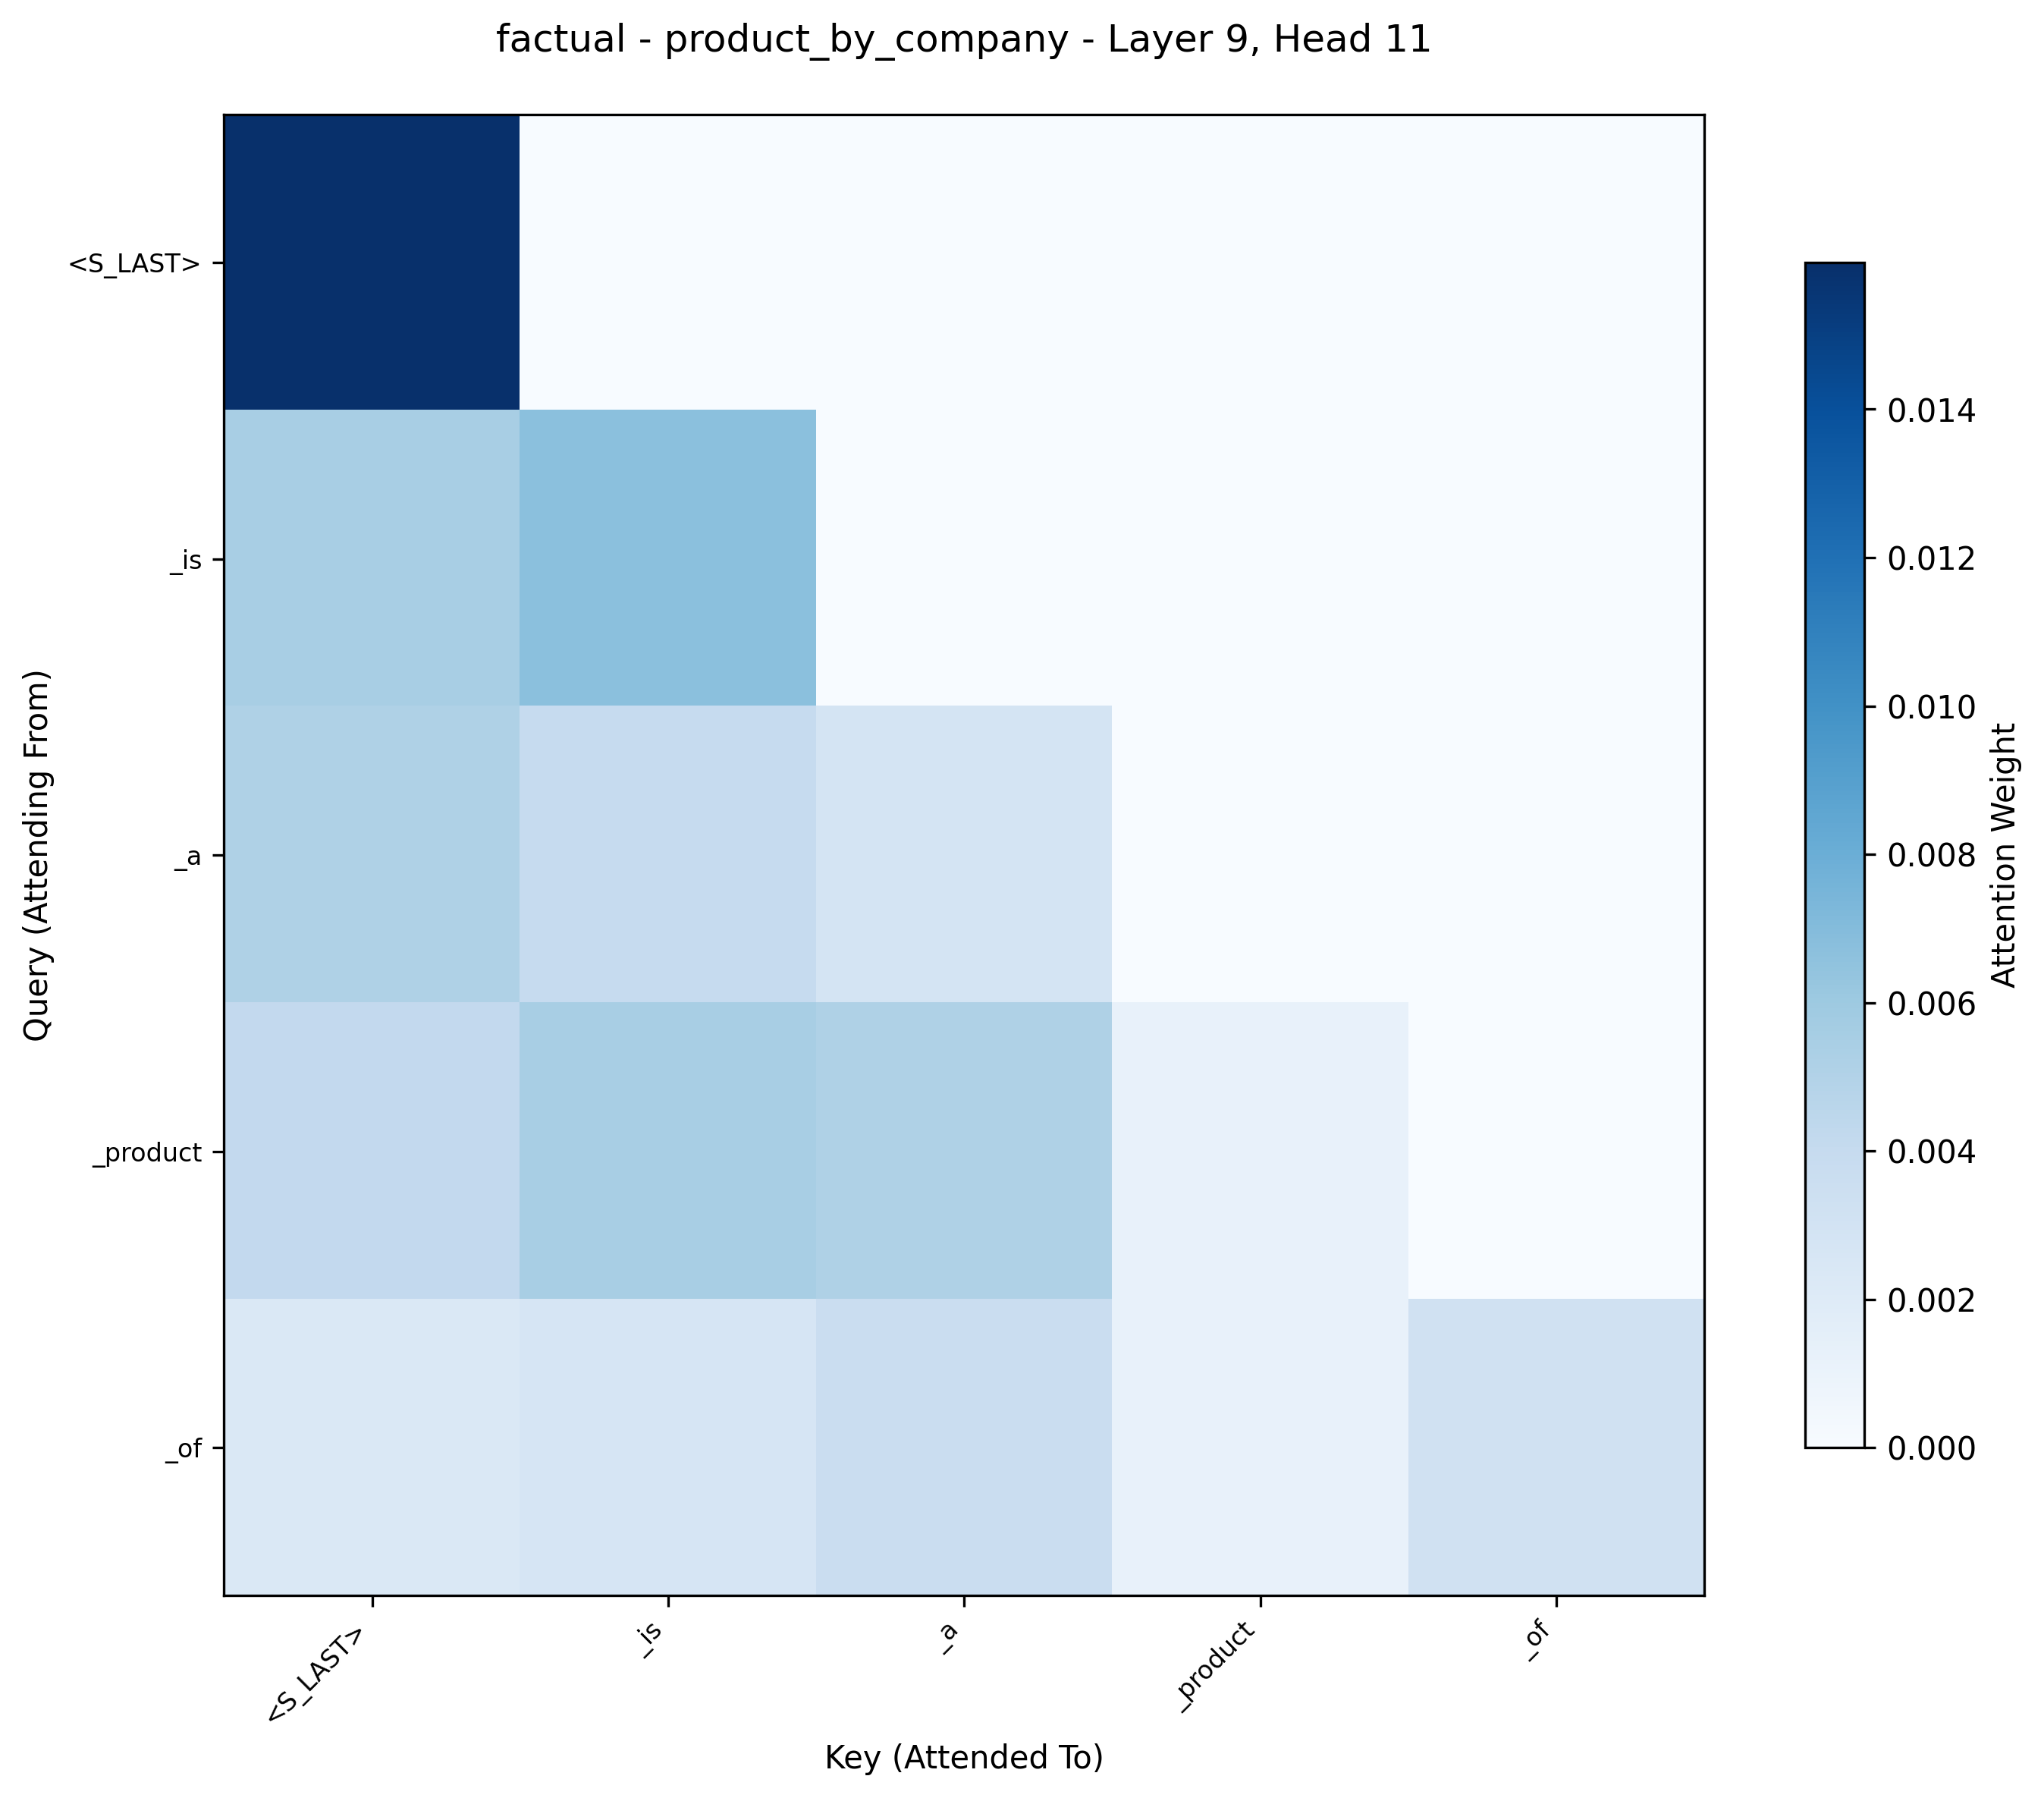 factual - product_by_company - Layer 9, Head 11
Query (Attending From)
<S_LAST>
_is
_a
_product
_of
<S_LAST>
_is
_a
_product
_of
Key (Attended To)
0.014
0.012
0.010
0.008
0.006
0.004
0.002
0.000
Attention Weight